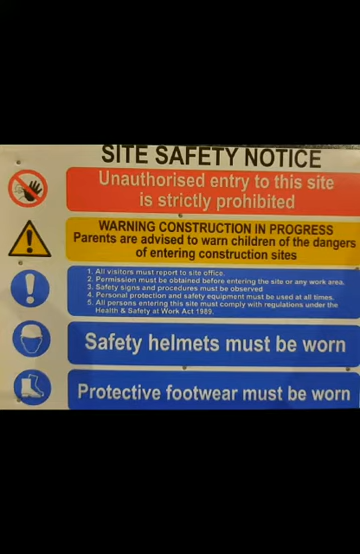 SITE SAFETY NOTICE
Unauthorised entry to this site
is strictly prohibited
WARNING CONSTRUCTION IN PROGRESS
Parents are advised to warn children of the dangers
of entering construction sites
1. All visitors must report to site office.
2. Permission must be obtained before entering the site or any work area.
3. Safety signs and procedures must be observed
4. Personal protection and safety equipment must be used at all times.
5. All persons entering this site must comply with regulations under the
Health & Safety at Work Act 1989.
Safety helmets must be worn
Protective footwear must be worn